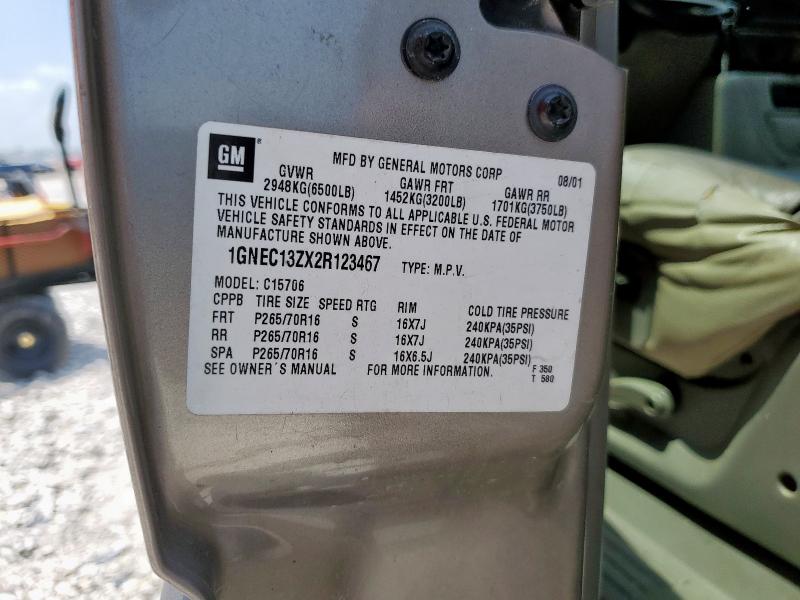 GM
MFD BY GENERAL MOTORS CORP 08/01
GVWR GAWR FRT GAWR RR
2948KG(6500LB) 1452KG(3200LB) 1701KG(3750LB)
THIS VEHICLE CONFORMS TO ALL APPLICABLE U.S. FEDERAL MOTOR
VEHICLE SAFETY STANDARDS IN EFFECT ON THE DATE OF
MANUFACTURE SHOWN ABOVE.
1GNEC13ZX2R123467 TYPE: M.P.V.
MODEL: C15706
CPPB TIRE SIZE SPEED RTG RIM COLD TIRE PRESSURE
FRT P265/70R16 S 16X7J 240KPA(35PSI)
RR P265/70R16 S 16X7J 240KPA(35PSI)
SPA P265/70R16 S 16X6.5J 240KPA(35PSI)
SEE OWNER´S MANUAL FOR MORE INFORMATION. F 350
T 580